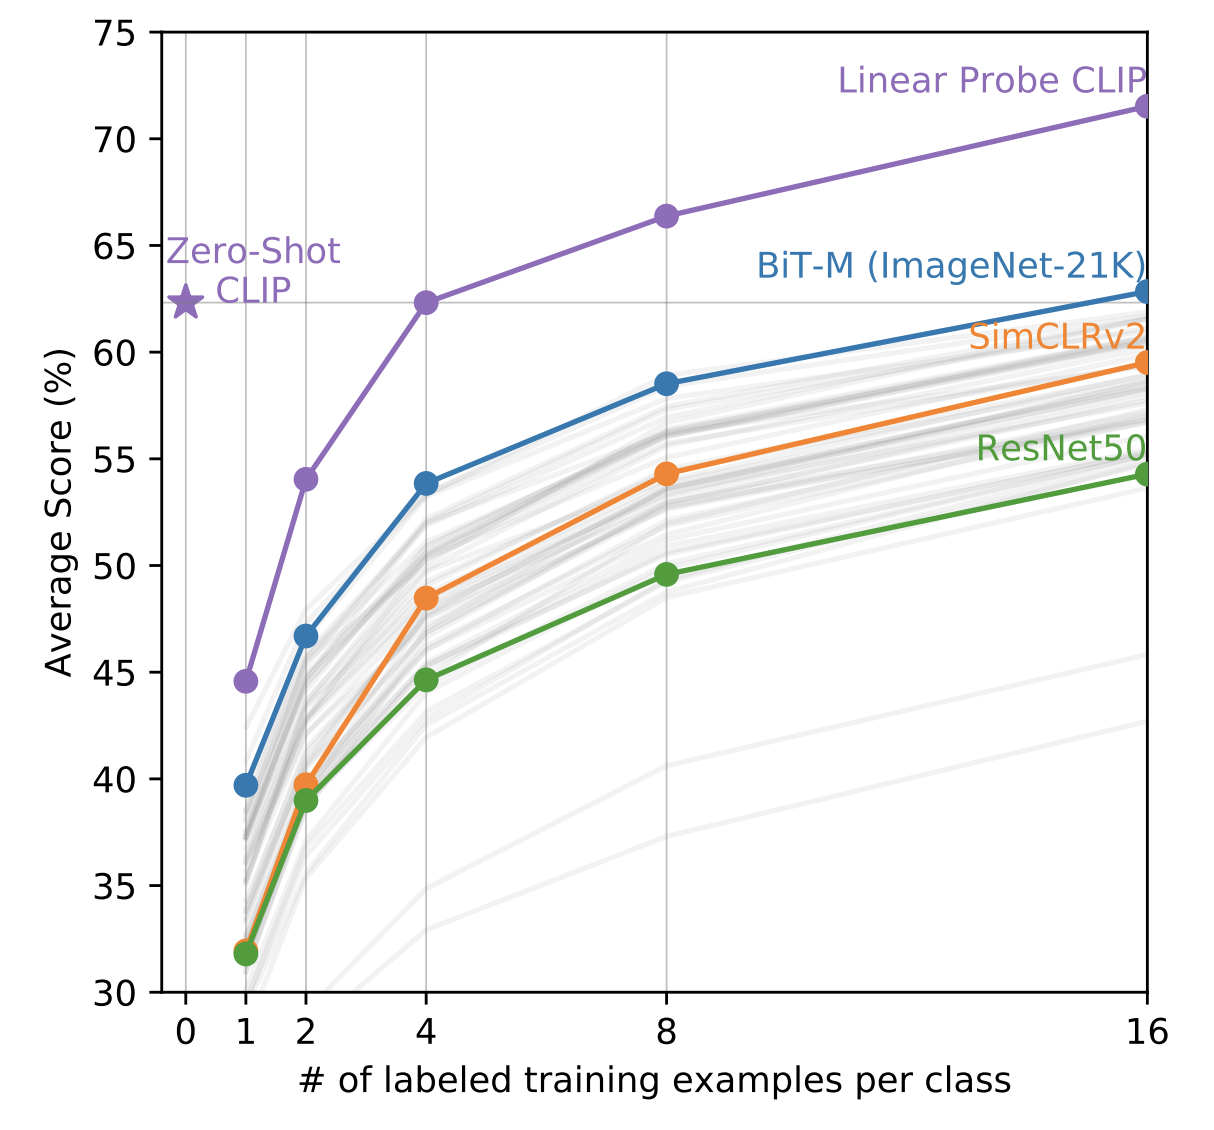 75
70
65
60
55
50
45
40
35
30
Average Score (%)
Linear Probe CLIP
Zero-Shot
CLIP
BiT-M (ImageNet-21K)
SimCLRv2
ResNet50
0 1 2 4 8 16
# of labeled training examples per class